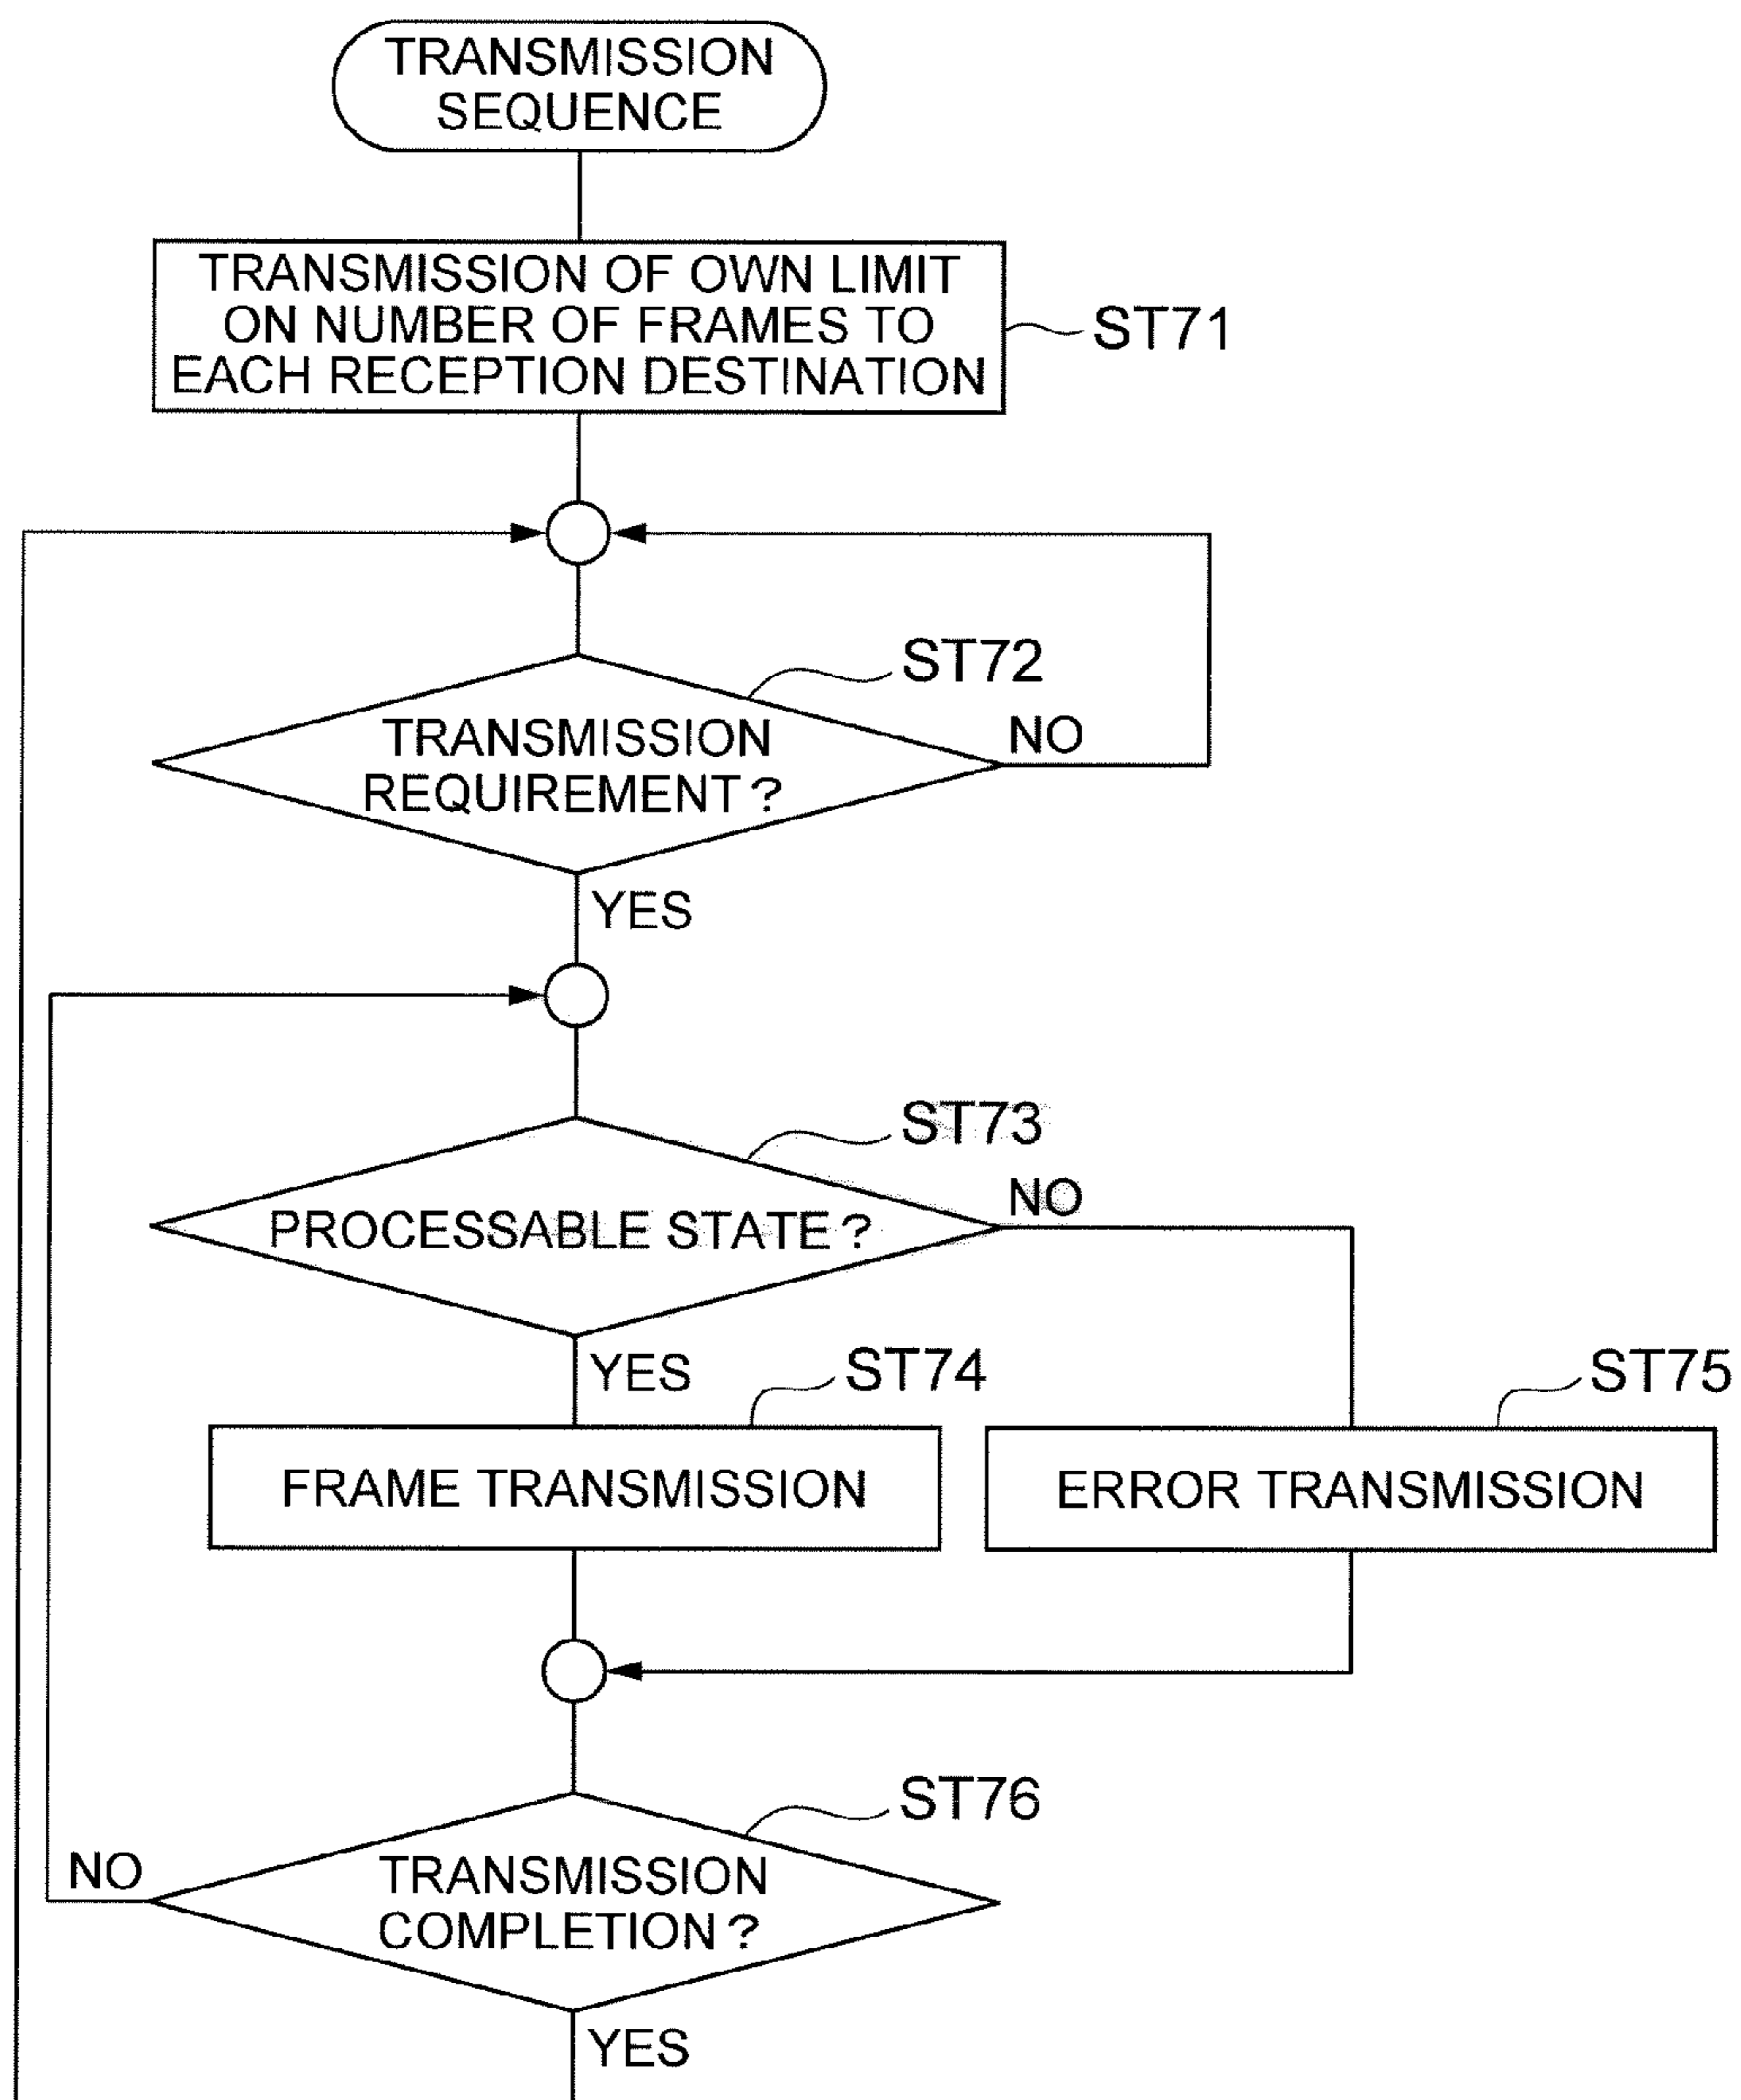 TRANSMISSION
SEQUENCE
TRANSMISSION OF OWN LIMIT
ON NUMBER OF FRAMES TO
EACH RECEPTION DESTINATION
ST71
ST72
TRANSMISSION
REQUIREMENT?
NO
YES
ST73
PROCESSABLE STATE?
NO
YES
ST74
FRAME TRANSMISSION
ST75
ERROR TRANSMISSION
ST76
TRANSMISSION
COMPLETION?
NO
YES